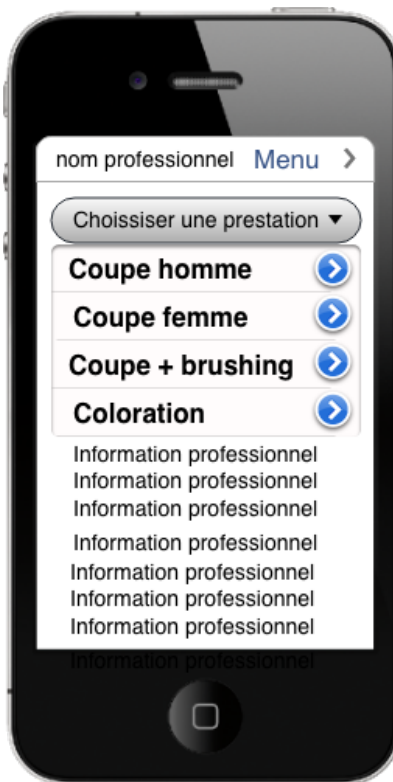 nom professionnel Menu
Choissiser une prestation
Coupe homme
Coupe femme
Coupe + brushing
Coloration
Information professionnel
Information professionnel
Information professionnel
Information professionnel
Information professionnel
Information professionnel
Information professionnel
Information professionnel